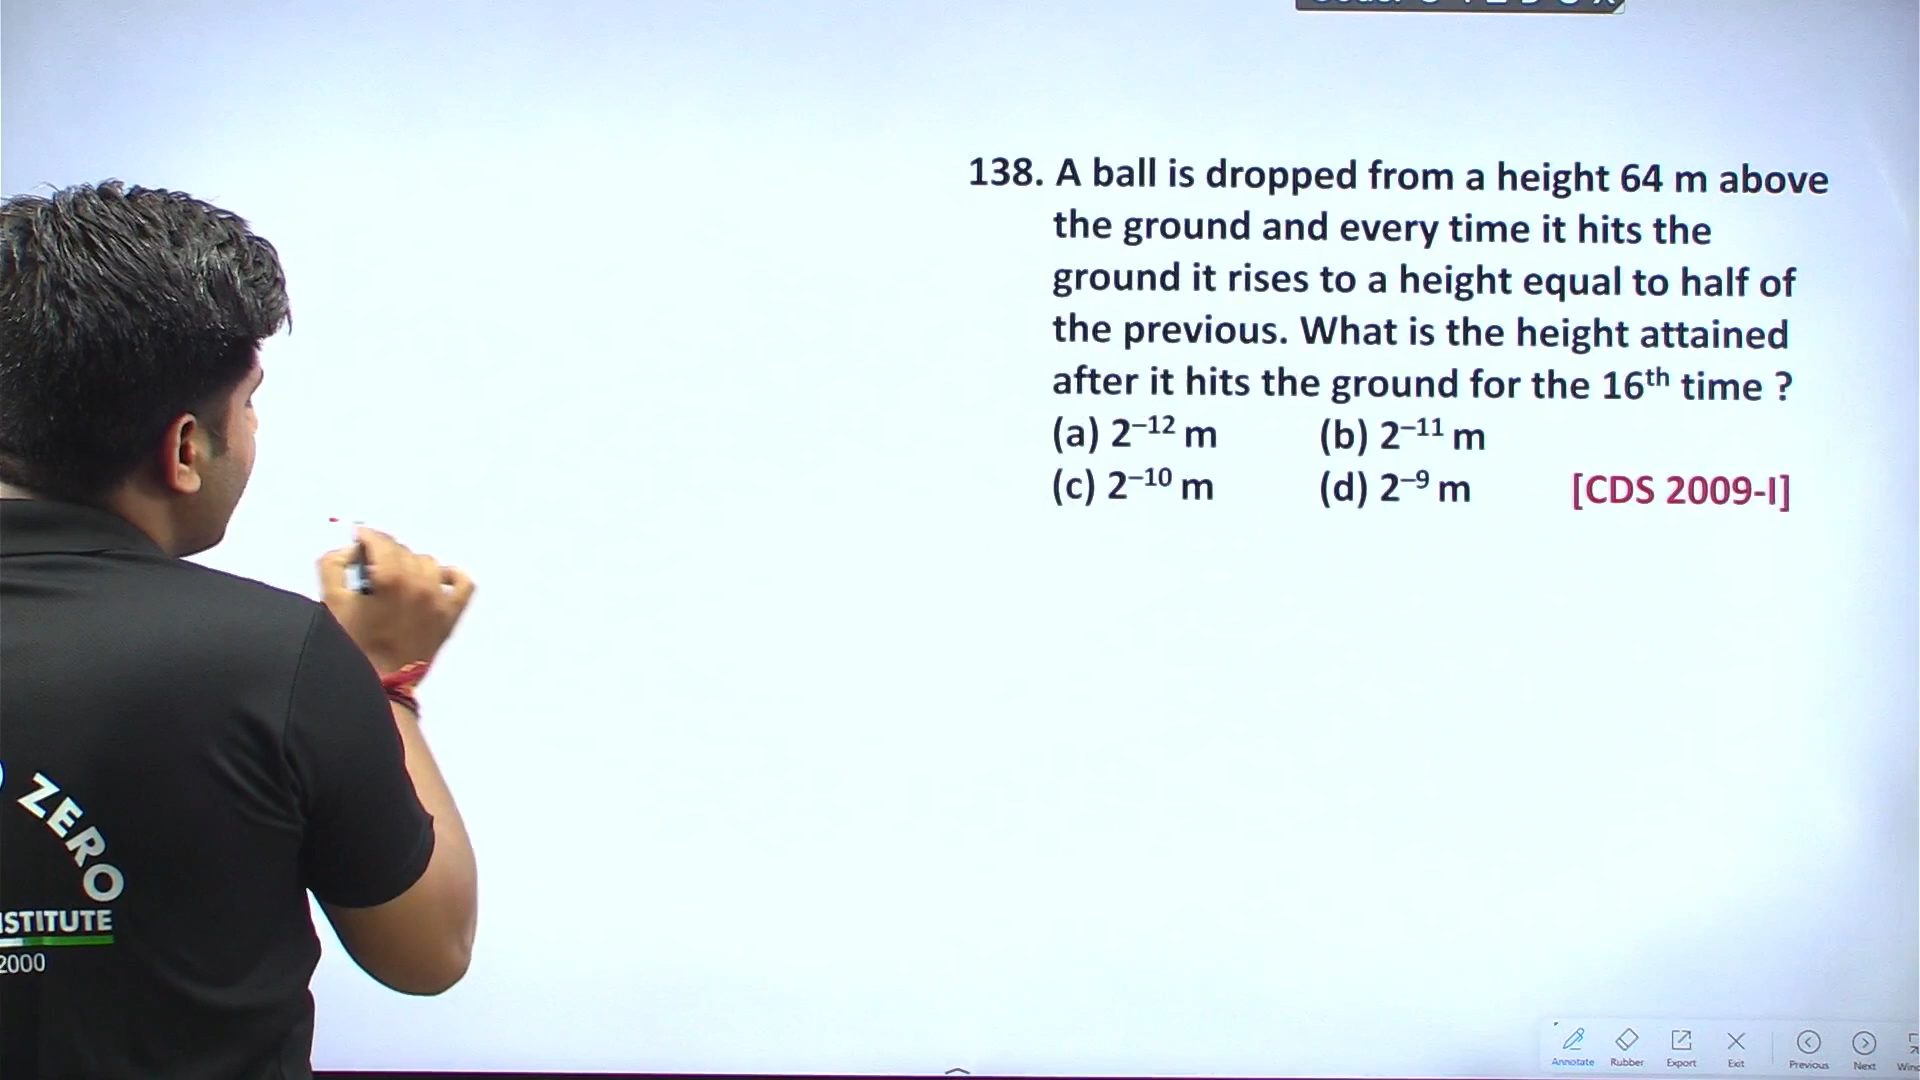 138. A ball is dropped from a height 64 m above
the ground and every time it hits the
ground it rises to a height equal to half of
the previous. What is the height attained
after it hits the ground for the 16th time ?
(a) 2⁻¹² m (b) 2⁻¹¹ m
(c) 2⁻¹⁰ m (d) 2⁻⁹ m [CDS 2009-I]
ZERO
2000
Annotate Rubber Export Exit Previous Next